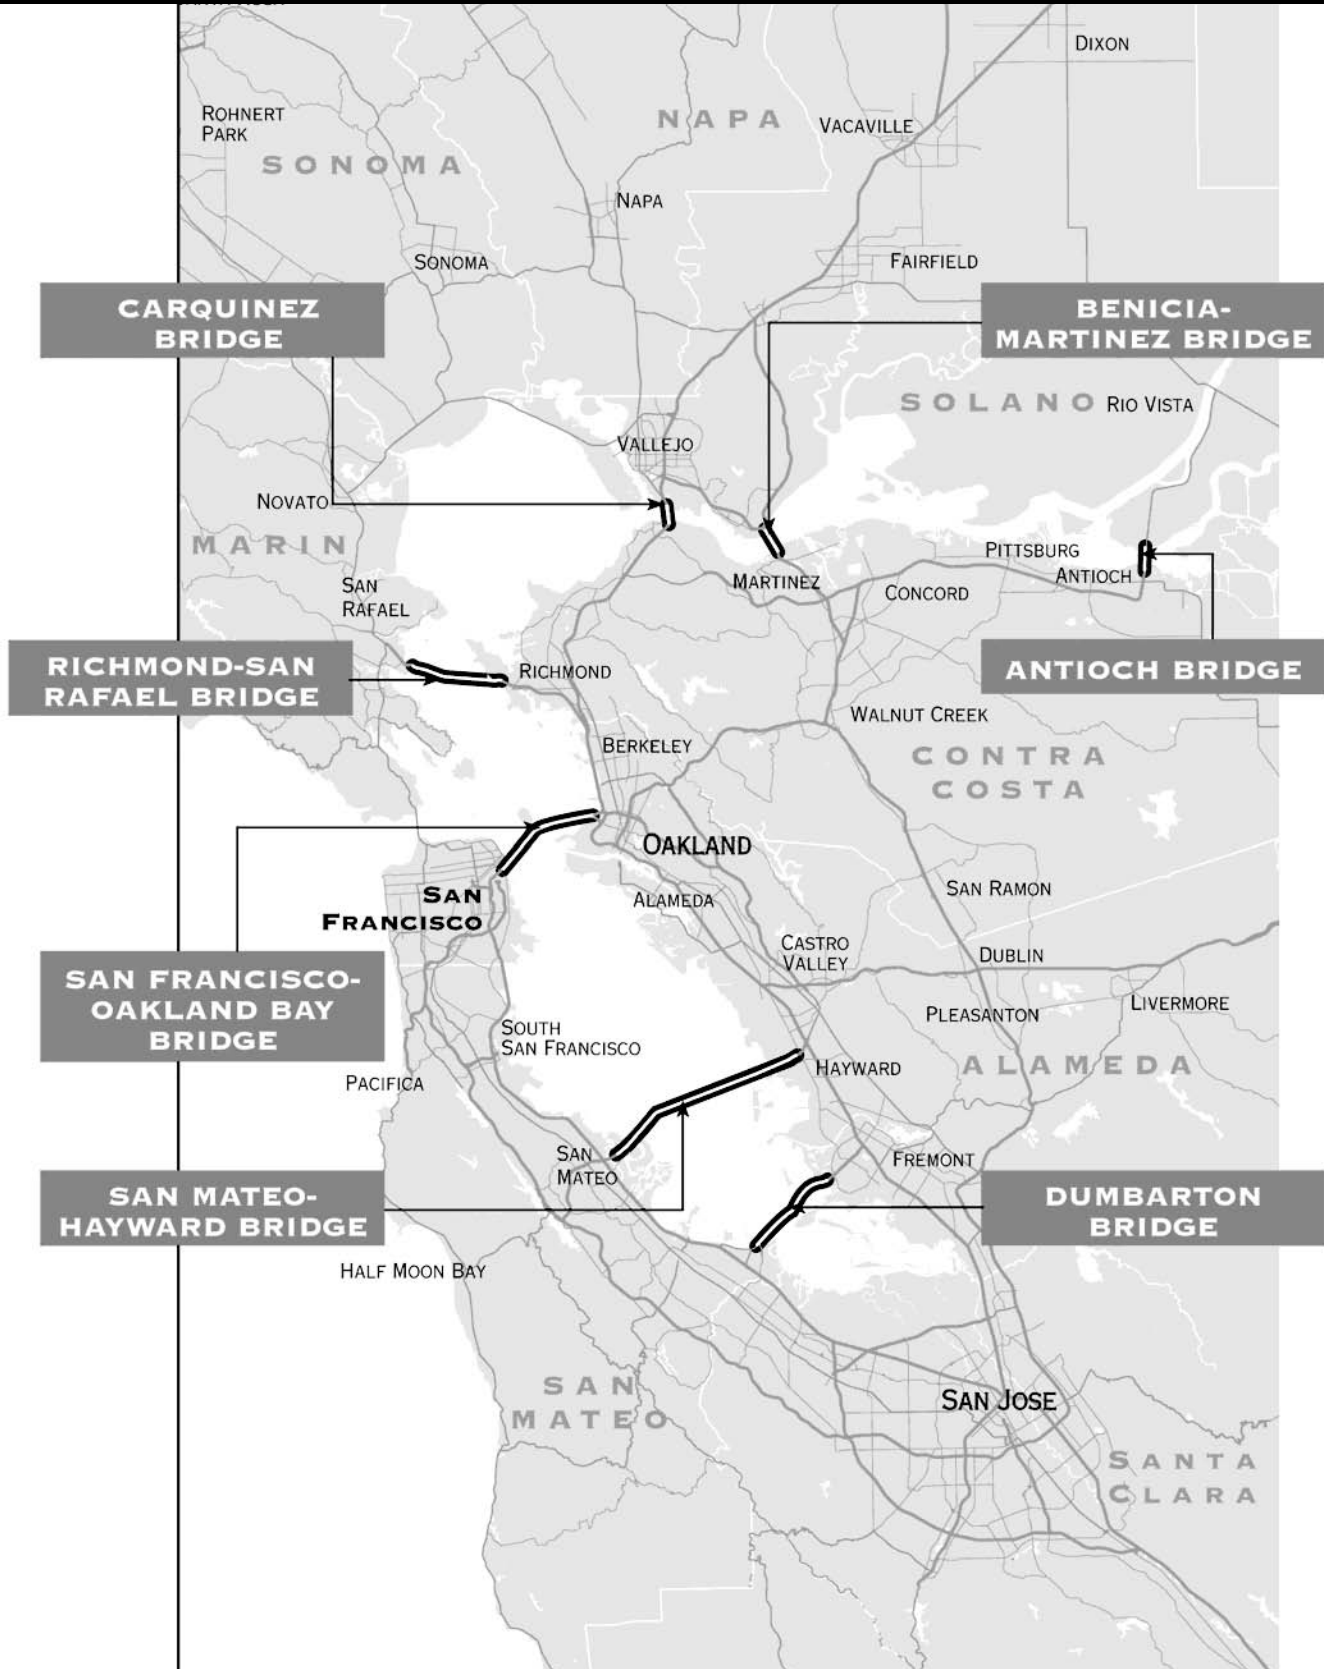 DIXON
ROHNERT
PARK
NAPA
VACAVILLE
SONOMA
NAPA
SONOMA
FAIRFIELD
CARQUINEZ
BRIDGE
BENICIA-
MARTINEZ BRIDGE
SOLANO
RIO VISTA
VALLEJO
NOVATO
MARIN
PITTSBURG
ANTIOCH
SAN
RAFAEL
MARTINEZ
CONCORD
RICHMOND-SAN
RAFAEL BRIDGE
RICHMOND
ANTIOCH BRIDGE
WALNUT CREEK
BERKELEY
CONTRA
COSTA
OAKLAND
SAN
FRANCISCO
ALAMEDA
SAN RAMON
CASTRO
VALLEY
DUBLIN
SAN FRANCISCO-
OAKLAND BAY
BRIDGE
LIVERMORE
PLEASANTON
SOUTH
SAN FRANCISCO
HAYWARD
ALAMEDA
PACIFICA
SAN
MATEO
FREMONT
SAN MATEO-
HAYWARD BRIDGE
DUMBARTON
BRIDGE
HALF MOON BAY
SAN
MATEO
SAN JOSE
SANTA
CLARA